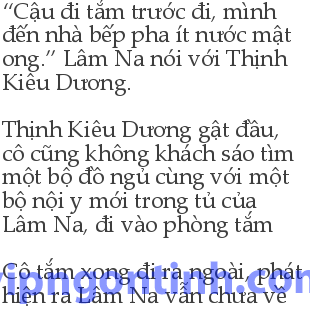 “Cậu đi tắm trước đi, mình
đến nhà bếp pha ít nước mật
ong.” Lâm Na nói với Thịnh
Kiêu Dương.
Thịnh Kiêu Dương gật đầu,
cô cũng không khách sáo tìm
một bộ đồ ngủ cùng với một
bộ nội y mới trong tủ của
Lâm Na, đi vào phòng tắm
Cô tắm xong đi ra ngoài, phát
hiện ra Lâm Na vẫn chưa về